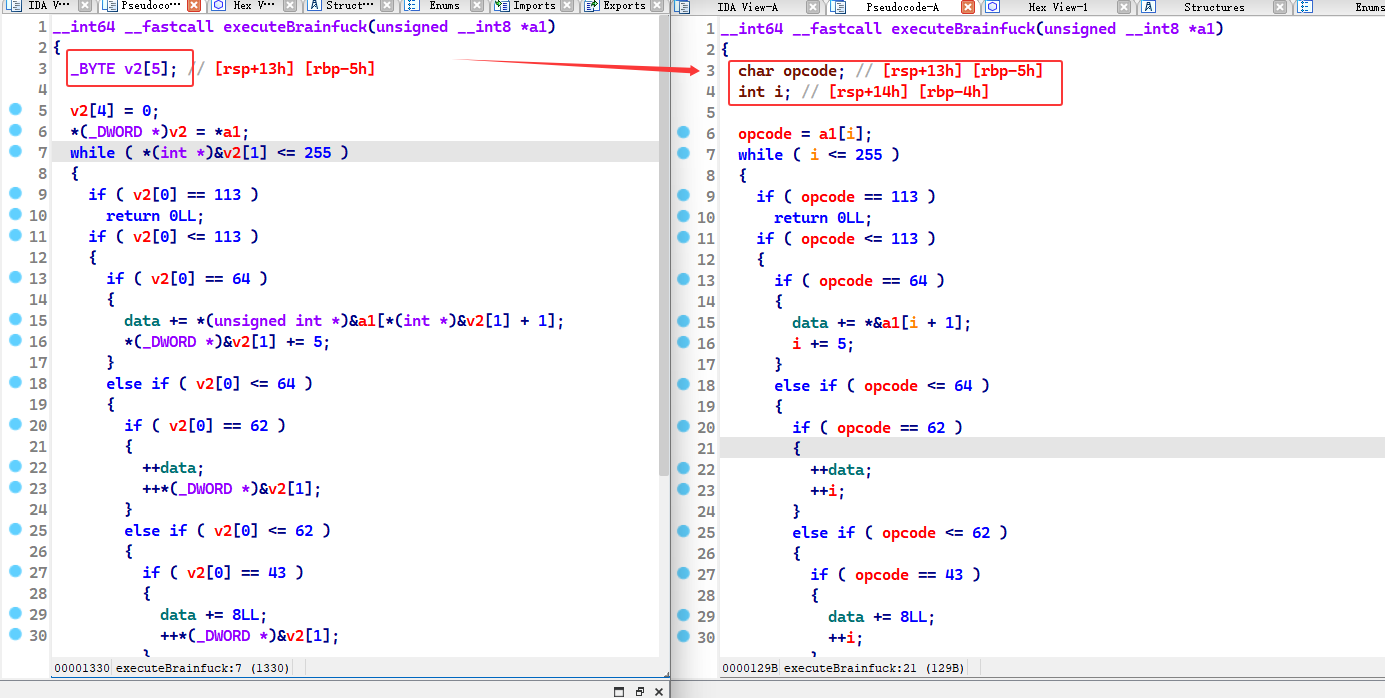 IDA V··· Pseudoco··· Hex V··· Struct··· Enums Imports Exports
1 __int64 __fastcall executeBrainfuck(unsigned __int8 *a1)
2 {
3 _BYTE v2[5]; // [rsp+13h] [rbp-5h]
4
5 v2[4] = 0;
6 *(_DWORD *)v2 = *a1;
7 while ( *(int *)&v2[1] <= 255 )
8 {
9 if ( v2[0] == 113 )
10 return 0LL;
11 if ( v2[0] <= 113 )
12 {
13 if ( v2[0] == 64 )
14 {
15 data += *(unsigned int *)&a1[*(int *)&v2[1] + 1];
16 *(_DWORD *)&v2[1] += 5;
17 }
18 else if ( v2[0] <= 64 )
19 {
20 if ( v2[0] == 62 )
21 {
22 ++data;
23 ++*(_DWORD *)&v2[1];
24 }
25 else if ( v2[0] <= 62 )
26 {
27 if ( v2[0] == 43 )
28 {
29 data += 8LL;
30 ++*(_DWORD *)&v2[1];
00001330 executeBrainfuck:7 (1330)
IDA View-A Pseudocode-A Hex View-1 Structures Enums
1 __int64 __fastcall executeBrainfuck(unsigned __int8 *a1)
2 {
3 char opcode; // [rsp+13h] [rbp-5h]
4 int i; // [rsp+14h] [rbp-4h]
5
6 opcode = a1[i];
7 while ( i <= 255 )
8 {
9 if ( opcode == 113 )
10 return 0LL;
11 if ( opcode <= 113 )
12 {
13 if ( opcode == 64 )
14 {
15 data += *&a1[i + 1];
16 i += 5;
17 }
18 else if ( opcode <= 64 )
19 {
20 if ( opcode == 62 )
21 {
22 ++data;
23 ++i;
24 }
25 else if ( opcode <= 62 )
26 {
27 if ( opcode == 43 )
28 {
29 data += 8LL;
30 ++i;
0000129B executeBrainfuck:21 (129B)